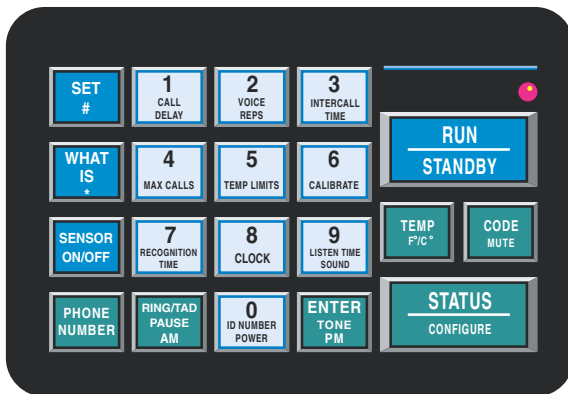 SET
#
1
CALL
DELAY
2
VOICE
REPS
3
INTERCALL
TIME
RUN
STANDBY
WHAT
IS
*
4
MAX CALLS
5
TEMP LIMITS
6
CALIBRATE
TEMP
F°/C°
CODE
MUTE
SENSOR
ON/OFF
7
RECOGNITION
TIME
8
CLOCK
9
LISTEN TIME
SOUND
STATUS
CONFIGURE
PHONE
NUMBER
RING/TAD
PAUSE
AM
0
ID NUMBER
POWER
ENTER
TONE
PM